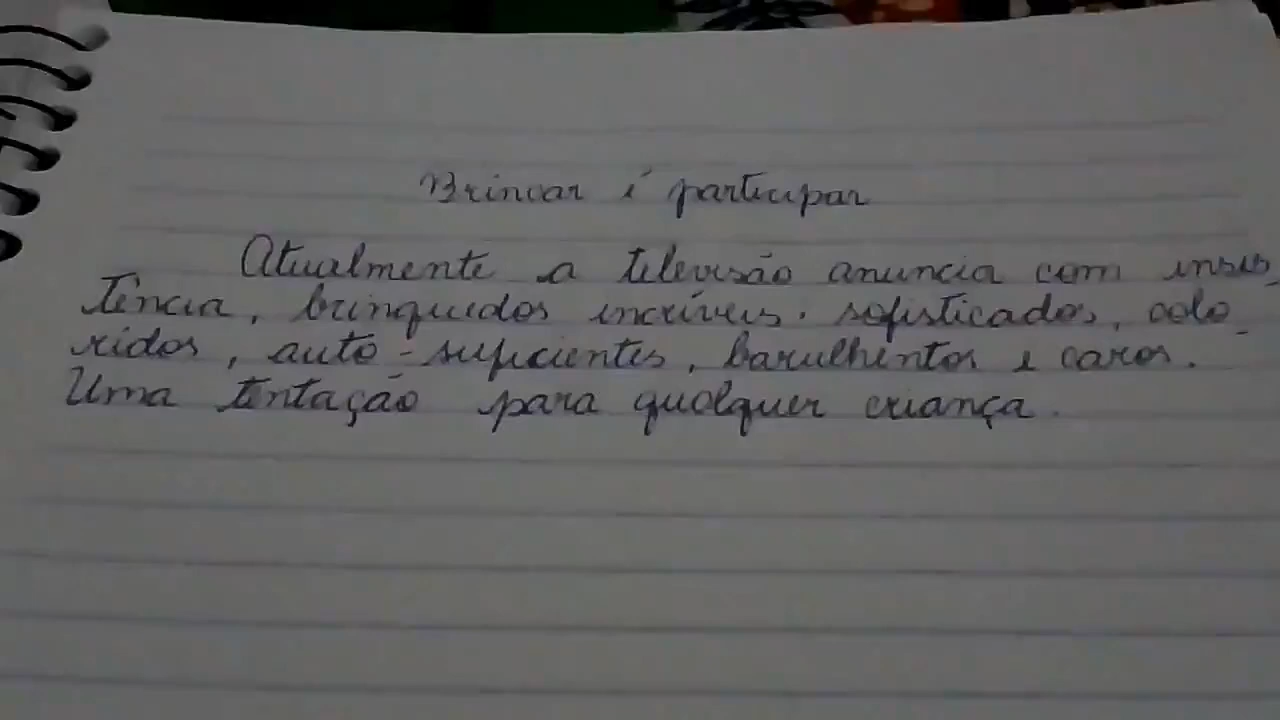 Brincar é participar
Atualmente a televisão anuncia com insis-
tência, brinquedos incríveis. sofisticados, colo-
ridos, auto-suficientes, barulhentos e caros.
Uma tentação para qualquer criança.